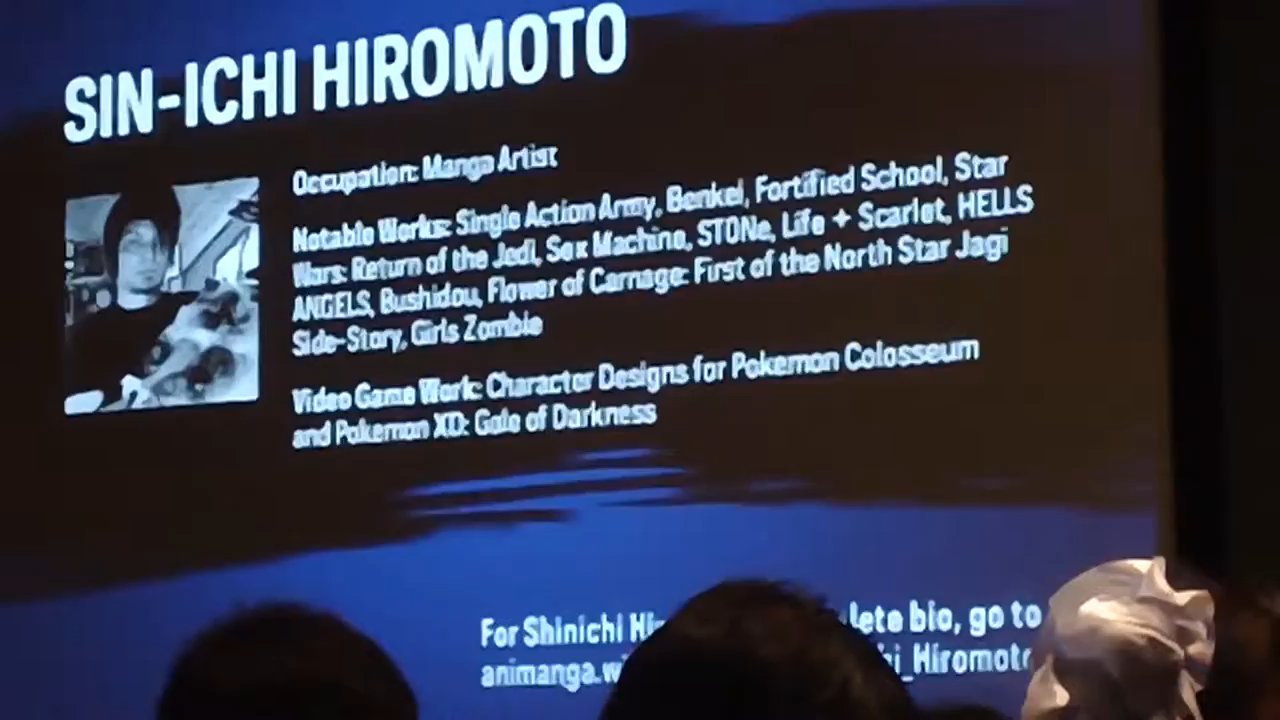 SIN-ICHI HIROMOTO
Occupation: Manga Artist
Notable Works: Single Action Army, Benkei, Fortified School, Star
Wars: Return of the Jedi, Sex Machine, STONe, Life + Scarlet, HELLS
ANGELS, Bushidou, Flower of Carnage: First of the North Star Jagi
Side-Story, Girls Zombie
Video Game Work: Character Designs for Pokemon Colosseum
and Pokemon XD: Gale of Darkness
For Shinichi Hi lete bio, go to
animanga.wi hi_Hiromoto